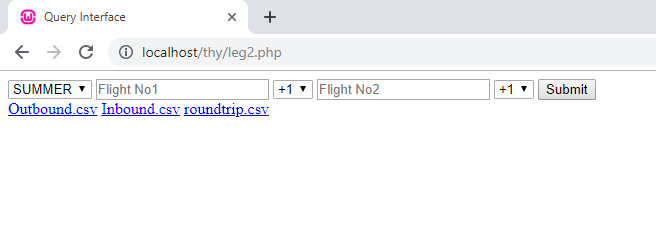 Query Interface
localhost/thy/leg2.php
SUMMER Flight No1 +1 Flight No2 +1 Submit
Outbound.csv Inbound.csv roundtrip.csv